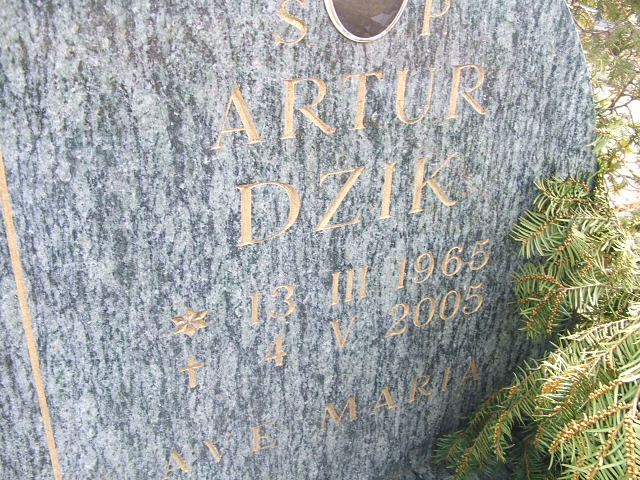 S. P.
ARTUR
DZIK
* 13 III 1965
† 4 V 2005
AVE MARIA